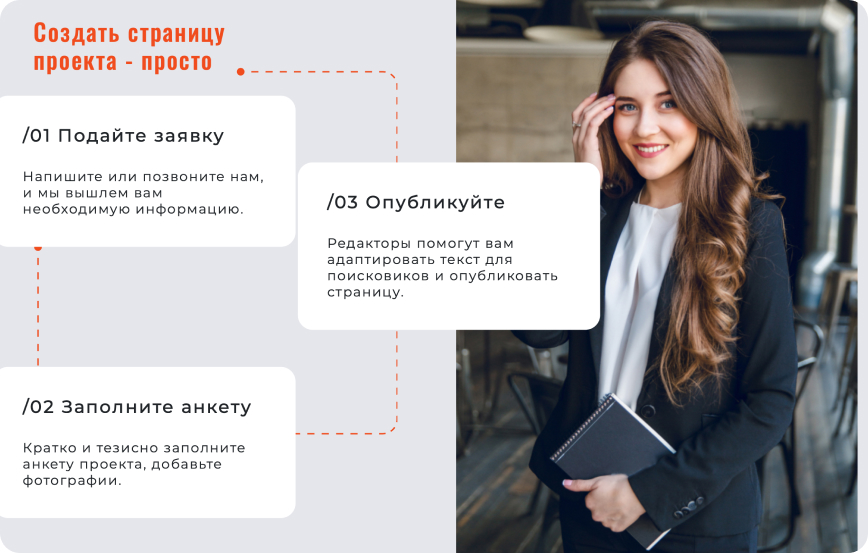 Создать страницу
проекта - просто
/01 Подайте заявку
Напишите или позвоните нам,
и мы вышлем вам
необходимую информацию.
/02 Заполните анкету
Кратко и тезисно заполните
анкету проекта, добавьте
фотографии.
/03 Опубликуйте
Редакторы помогут вам
адаптировать текст для
поисковиков и опубликовать
страницу.